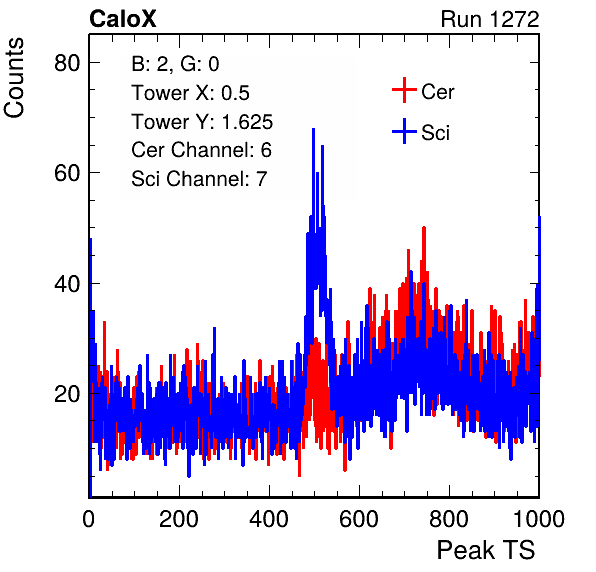 CaloX Run 1272
Counts
B: 2, G: 0
Tower X: 0.5
Tower Y: 1.625
Cer Channel: 6
Sci Channel: 7
Cer
Sci
80
60
40
20
0 200 400 600 800 1000
Peak TS